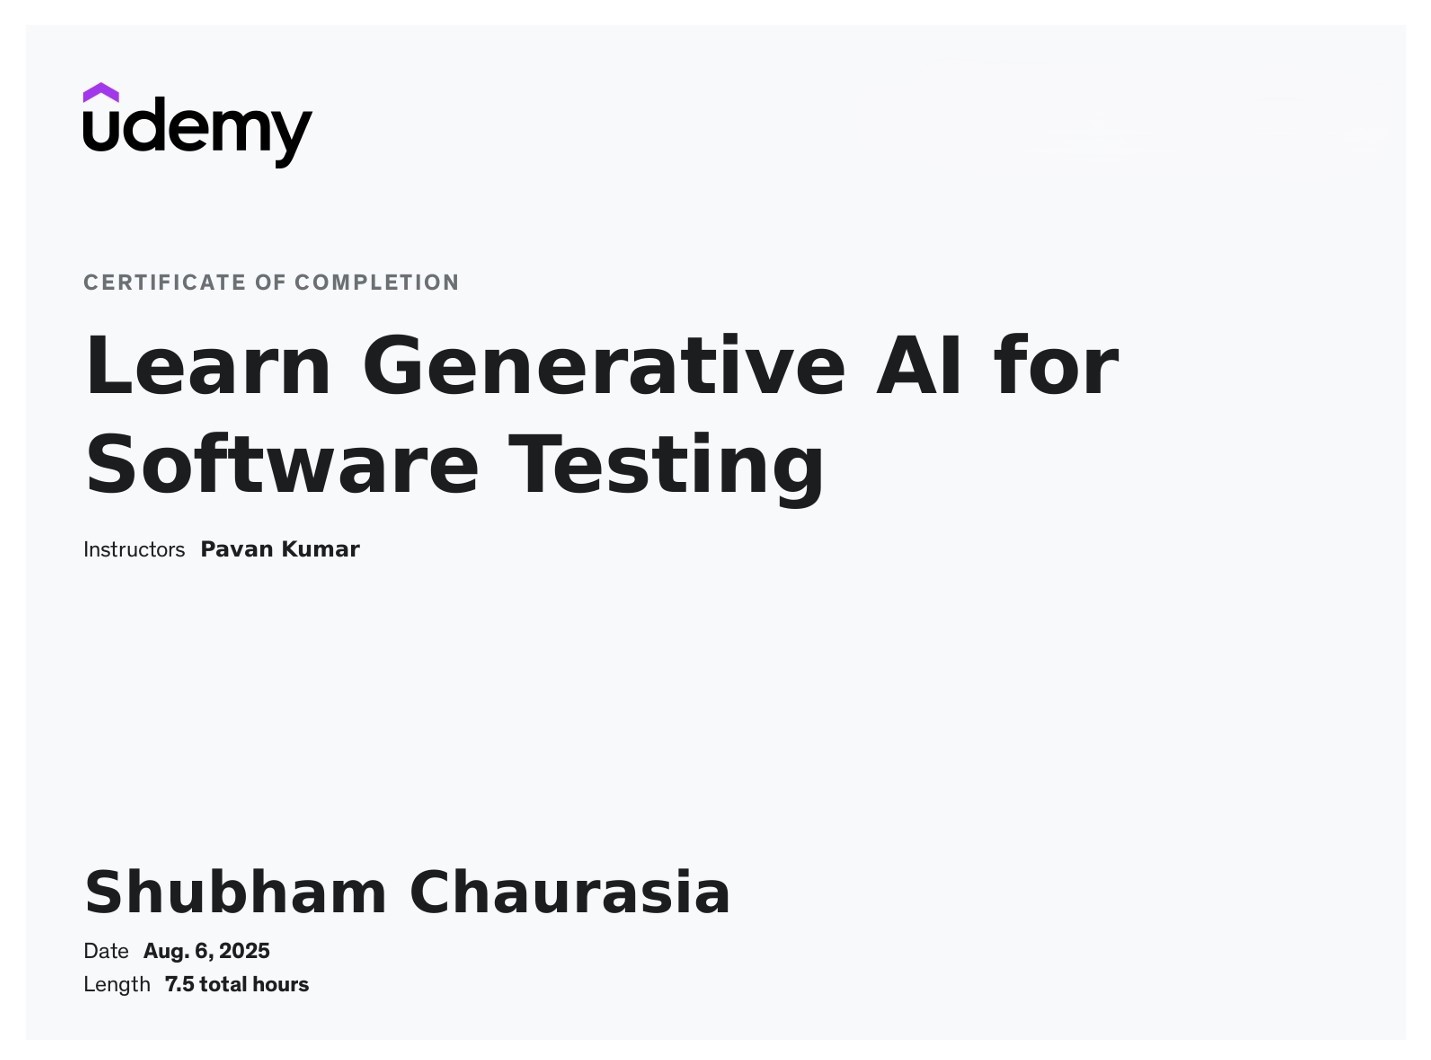 udemy
CERTIFICATE OF COMPLETION
Learn Generative AI for
Software Testing
Instructors Pavan Kumar
Shubham Chaurasia
Date Aug. 6, 2025
Length 7.5 total hours